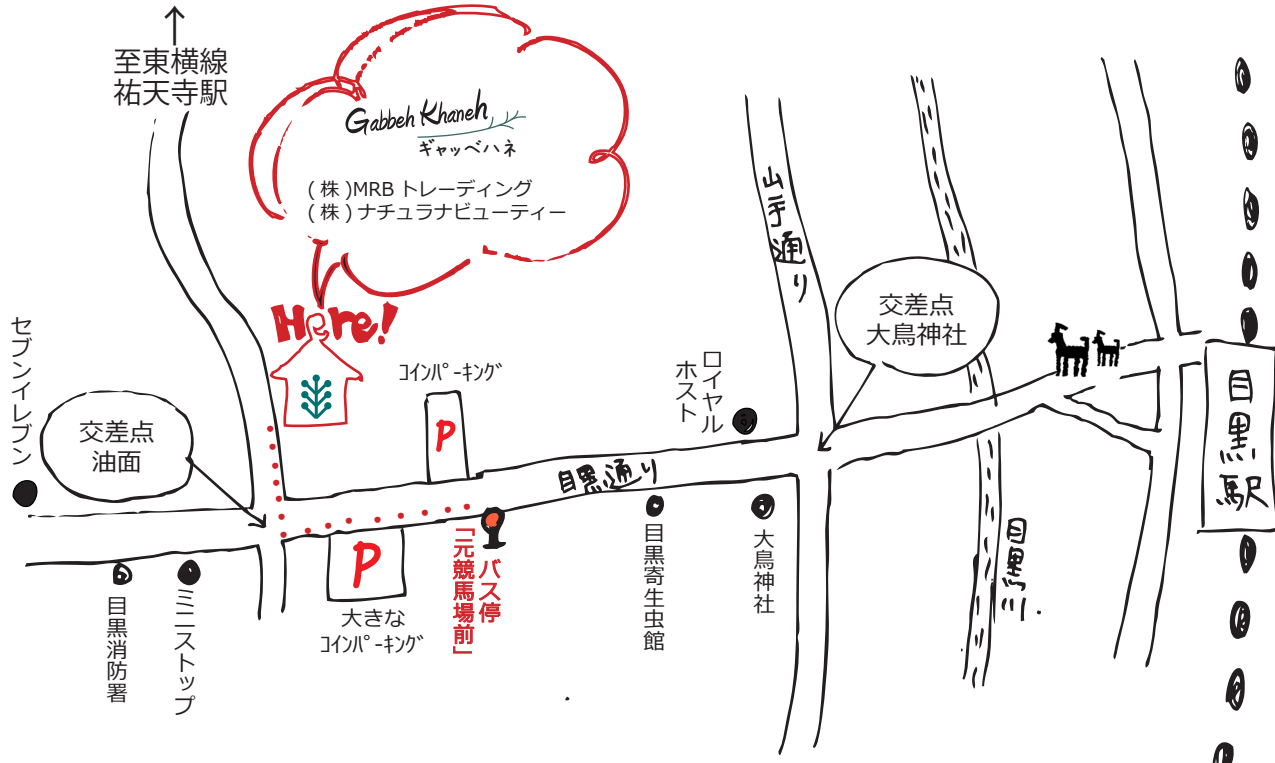 至東横線
祐天寺駅
Gabbeh Khaneh
ギャッベハネ
(株)MRB トレーディング
(株)ナチュラナビューティー
Here!
セブンイレブン
交差点
油面
コインパーキング
P
ロイヤル
ホスト
山手通り
交差点
大鳥神社
目黒駅
目黒通り
P
大きな
コインパーキング
バス停
「元競馬場前」
目黒寄生虫館
大鳥神社
目黒川
目黒消防署
ミニストップ